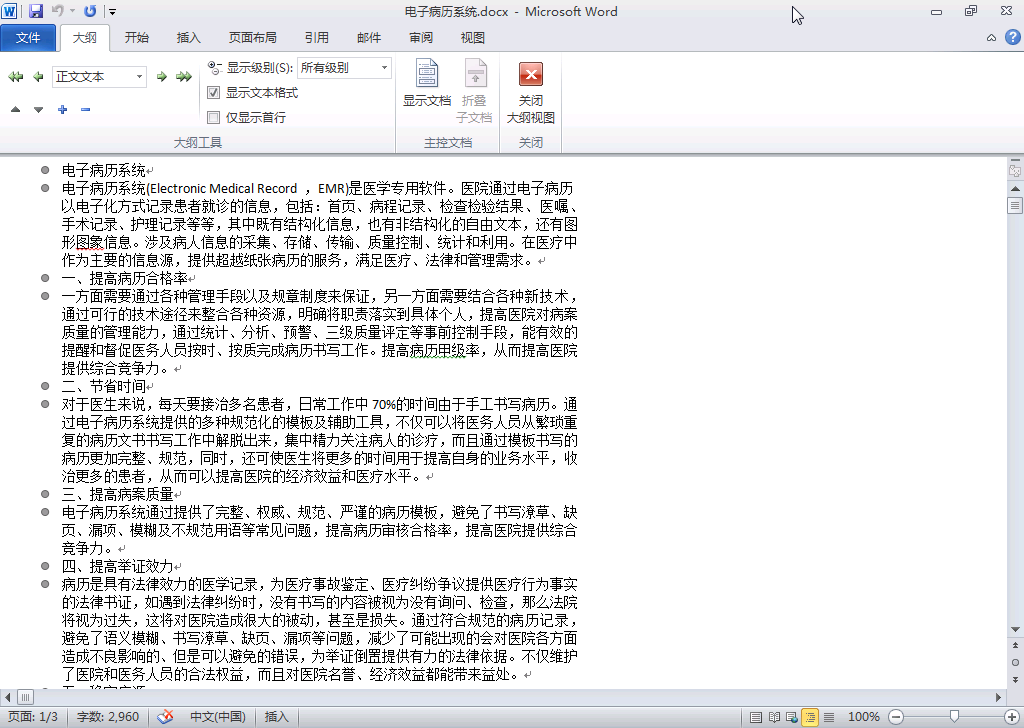 电子病历系统.docx - Microsoft Word
文件 大纲 开始 插入 页面布局 引用 邮件 审阅 视图
正文文本
显示级别(S): 所有级别
显示文本格式
仅显示首行
大纲工具
显示文档
折叠
子文档
主控文档
关闭
大纲视图
关闭
电子病历系统
电子病历系统(Electronic Medical Record ，EMR)是医学专用软件。医院通过电子病历
以电子化方式记录患者就诊的信息，包括：首页、病程记录、检查检验结果、医嘱、
手术记录、护理记录等等，其中既有结构化信息，也有非结构化的自由文本，还有图
形图象信息。涉及病人信息的采集、存储、传输、质量控制、统计和利用。在医疗中
作为主要的信息源，提供超越纸张病历的服务，满足医疗、法律和管理需求。
一、提高病历合格率
一方面需要通过各种管理手段以及规章制度来保证，另一方面需要结合各种新技术，
通过可行的技术途径来整合各种资源，明确将职责落实到具体个人，提高医院对病案
质量的管理能力，通过统计、分析、预警、三级质量评定等事前控制手段，能有效的
提醒和督促医务人员按时、按质完成病历书写工作。提高病历甲级率，从而提高医院
提供综合竞争力。
二、节省时间
对于医生来说，每天要接洽多名患者，日常工作中 70%的时间由于手工书写病历。通
过电子病历系统提供的多种规范化的模板及辅助工具，不仅可以将医务人员从繁琐重
复的病历文书书写工作中解脱出来，集中精力关注病人的诊疗，而且通过模板书写的
病历更加完整、规范，同时，还可使医生将更多的时间用于提高自身的业务水平，收
治更多的患者，从而可以提高医院的经济效益和医疗水平。
三、提高病案质量
电子病历系统通过提供了完整、权威、规范、严谨的病历模板，避免了书写潦草、缺
页、漏项、模糊及不规范用语等常见问题，提高病历审核合格率，提高医院提供综合
竞争力。
四、提高举证效力
病历是具有法律效力的医学记录，为医疗事故鉴定、医疗纠纷争议提供医疗行为事实
的法律书证，如遇到法律纠纷时，没有书写的内容被视为没有询问、检查，那么法院
将视为过失，这将对医院造成很大的被动，甚至是损失。通过符合规范的病历记录，
避免了语义模糊、书写潦草、缺页、漏项等问题，减少了可能出现的会对医院各方面
造成不良影响的、但是可以避免的错误，为举证倒置提供有力的法律依据。不仅维护
了医院和医务人员的合法权益，而且对医院名誉、经济效益都能带来益处。
页面: 1/3 字数: 2,960 中文(中国) 插入 100%